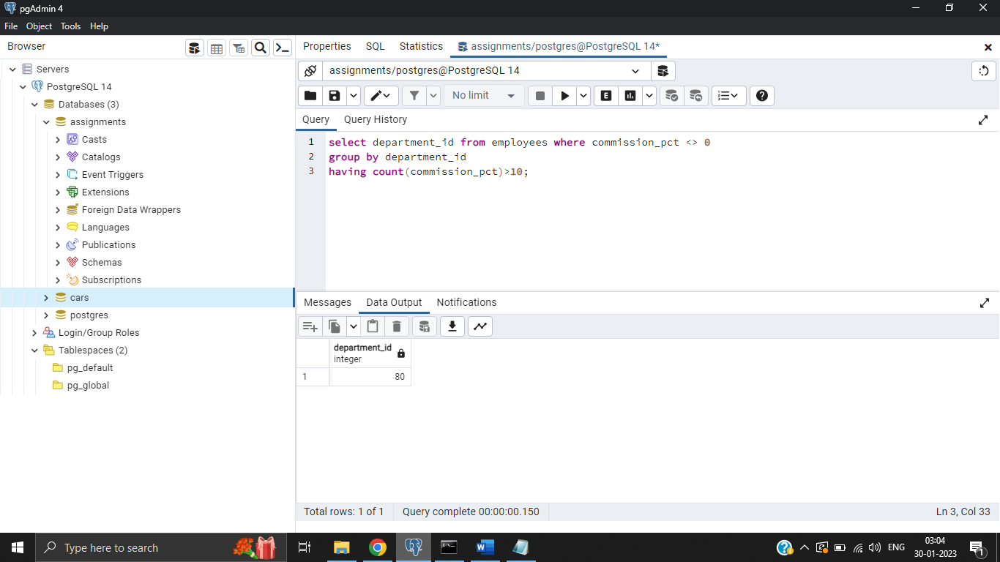 pgAdmin 4
File Object Tools Help
Browser
Servers
PostgreSQL 14
Databases (3)
assignments
Casts
Catalogs
Event Triggers
Extensions
Foreign Data Wrappers
Languages
Publications
Schemas
Subscriptions
cars
postgres
Login/Group Roles
Tablespaces (2)
pg_default
pg_global
Properties SQL Statistics assignments/postgres@PostgreSQL 14*
assignments/postgres@PostgreSQL 14
No limit E
Query Query History
1 select department_id from employees where commission_pct <> 0
2 group by department_id
3 having count(commission_pct)>10;
Messages Data Output Notifications
department_id
integer
1 80
Total rows: 1 of 1 Query complete 00:00:00.150 Ln 3, Col 33
Type here to search
ENG
03:04
30-01-2023
1